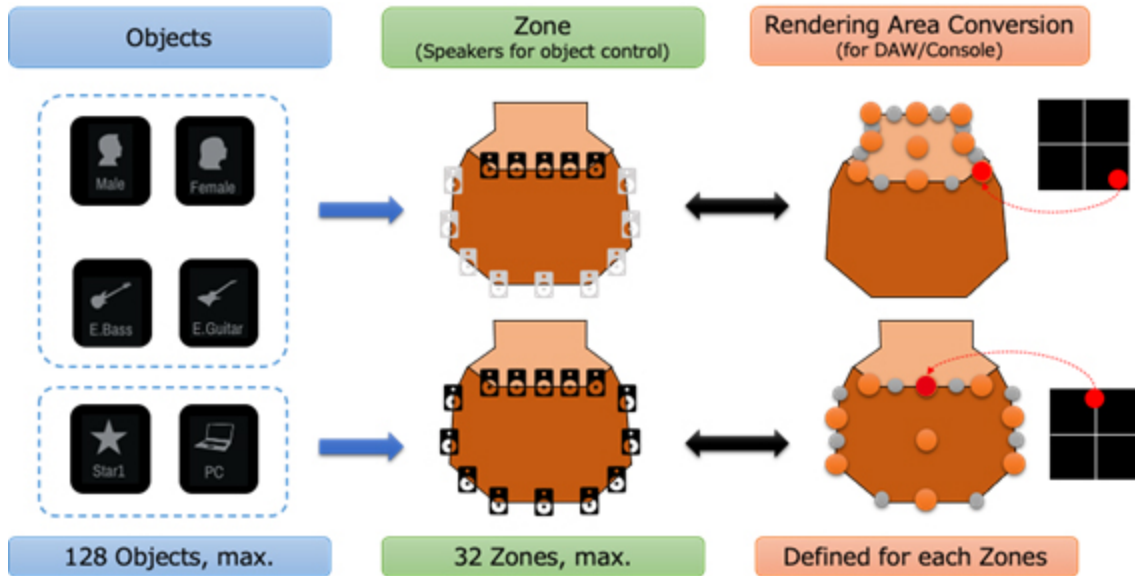 Objects
Zone
(Speakers for object control)
Rendering Area Conversion
(for DAW/Console)
Male
Female
E.Bass
E.Guitar
Star1
PC
128 Objects, max.
32 Zones, max.
Defined for each Zones